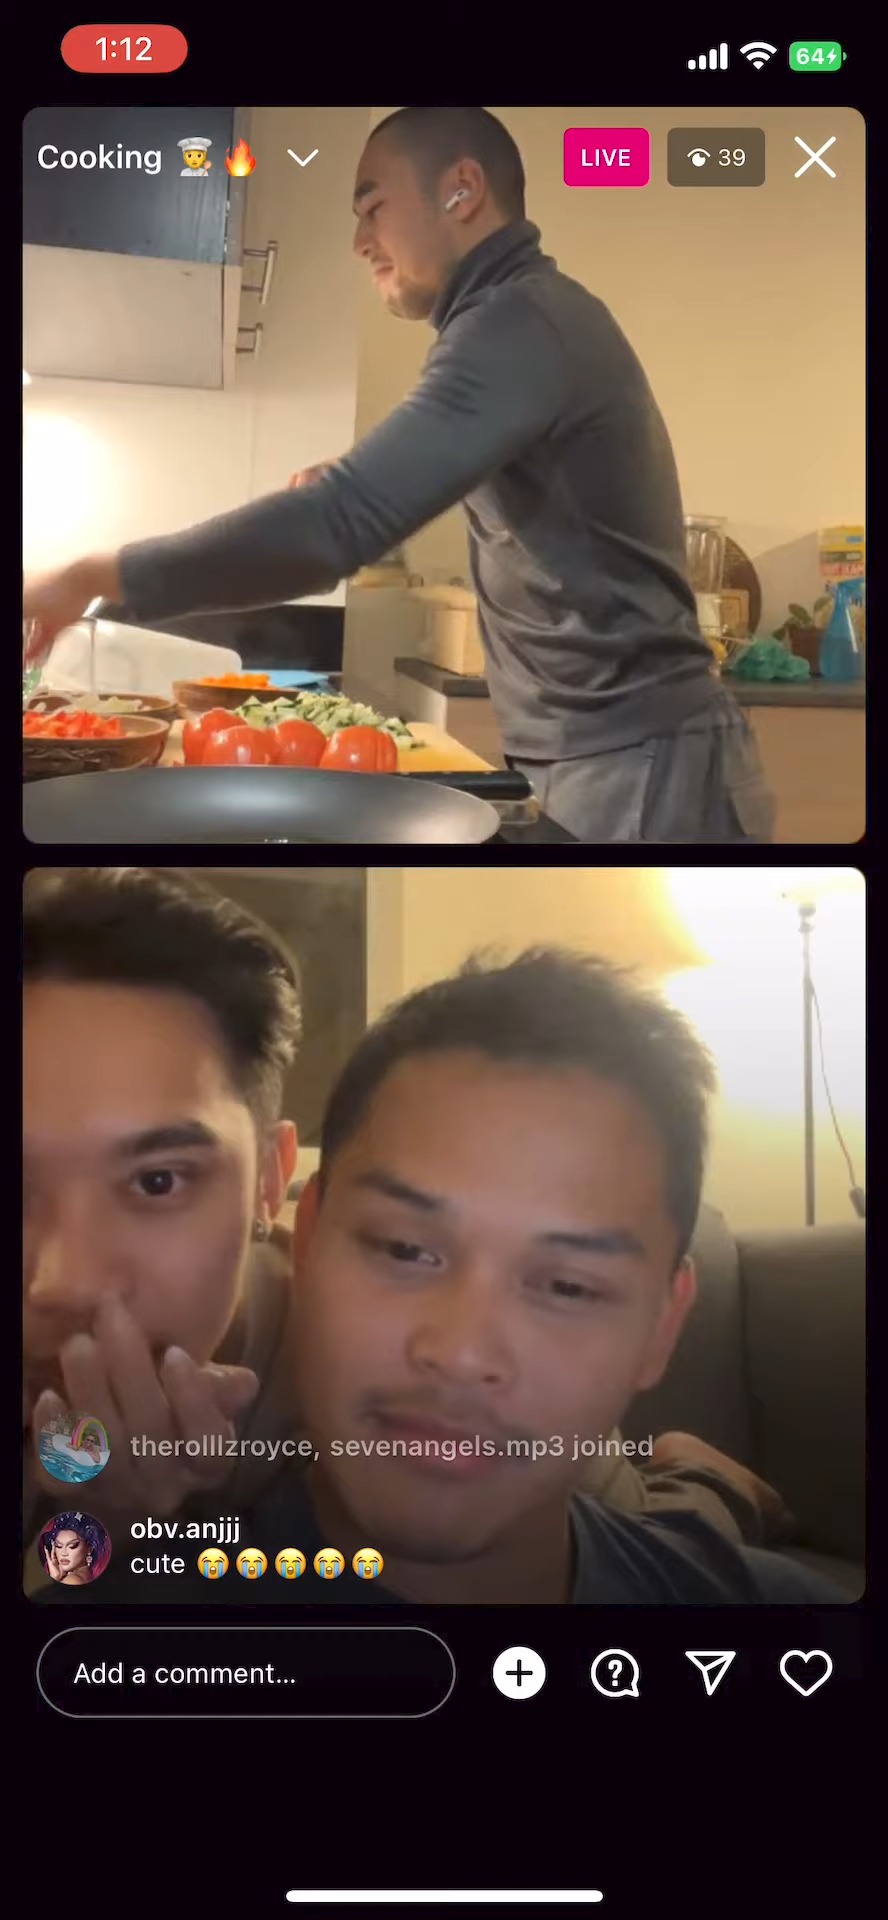 1:12
64
Cooking 🧑‍🍳🔥
LIVE
39
therolllzroyce, sevenangels.mp3 joined
obv.anjjj
cute 😭😭😭😭😭
Add a comment...